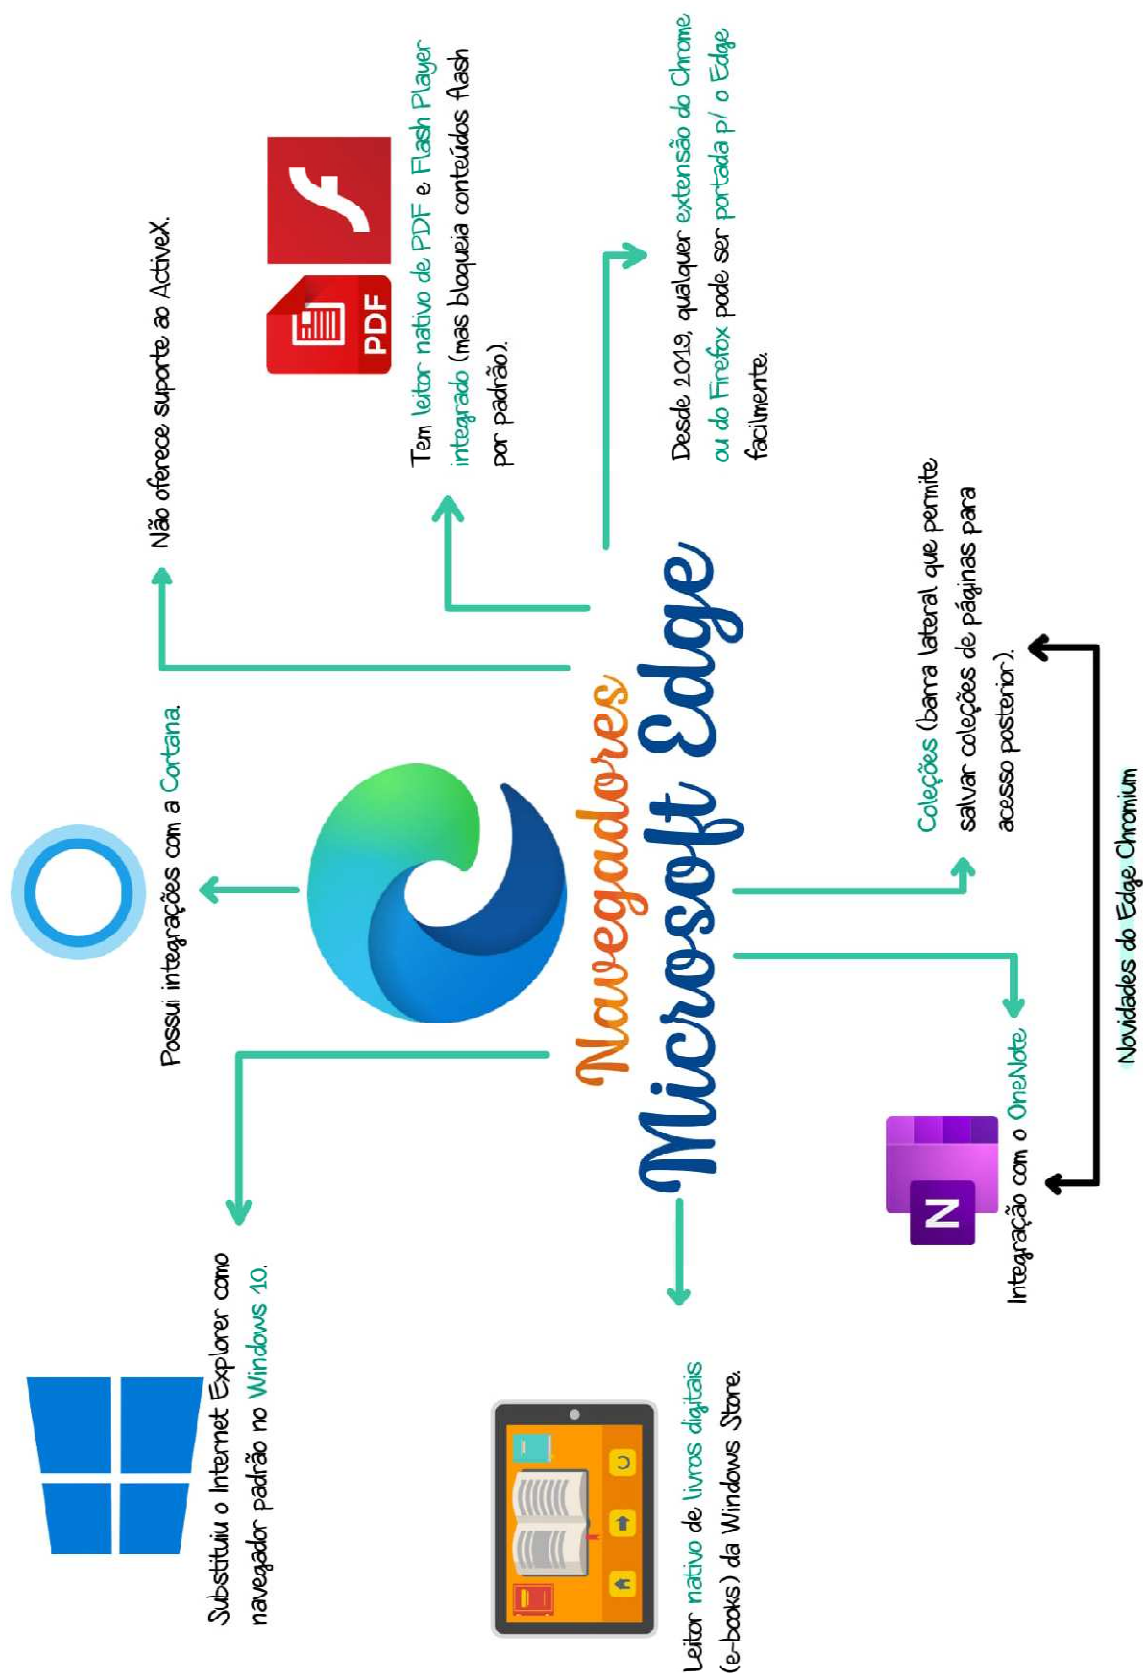 Possui integrações com a Cortana.
Não oferece suporte ao ActiveX.
Substituiu o Internet Explorer como
navegador padrão no Windows 10.
PDF
Tem leitor nativo de PDF e Flash Player
integrado (mas bloqueia conteúdos flash
por padrão).
Navegadores
Microsoft Edge
Desde 2019, qualquer extensão do Chrome
ou do Firefox pode ser portada p/ o Edge
facilmente.
Leitor nativo de livros digitais
(e-books) da Windows Store.
N
Integração com o OneNote
Coleções (barra lateral que permite
salvar coleções de páginas para
acesso posterior).
Novidades do Edge Chromium